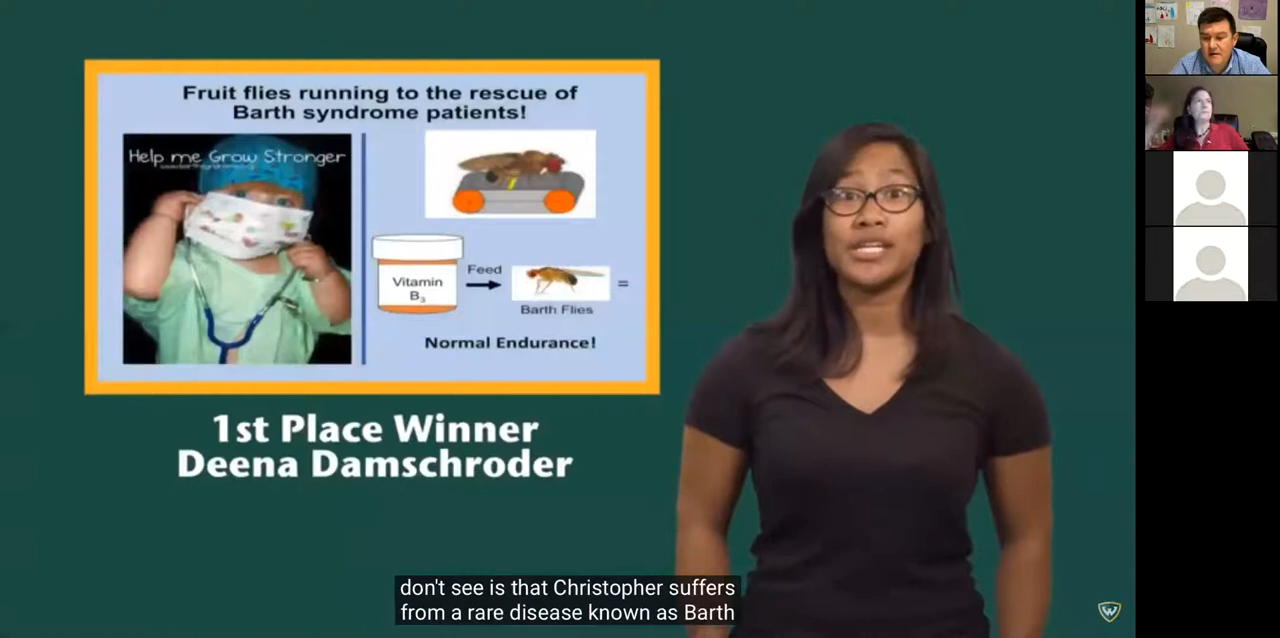 Fruit flies running to the rescue of
Barth syndrome patients!
Help me Grow Stronger
Vitamin
B₃
Feed
Barth Flies
=
Normal Endurance!
1st Place Winner
Deena Damschroder
don't see is that Christopher suffers
from a rare disease known as Barth
W